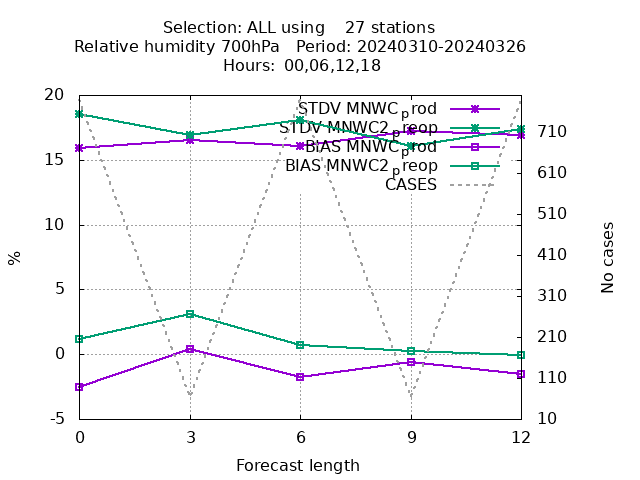 Selection: ALL using 27 stations
Relative humidity 700hPa Period: 20240310-20240326
Hours: 00,06,12,18
20
15
10
5
0
-5
%
STDV MNWC_prod
STDV MNWC2_preop
BIAS MNWC_prod
BIAS MNWC2_preop
CASES
710
610
510
410
310
210
110
10
No cases
0 3 6 9 12
Forecast length